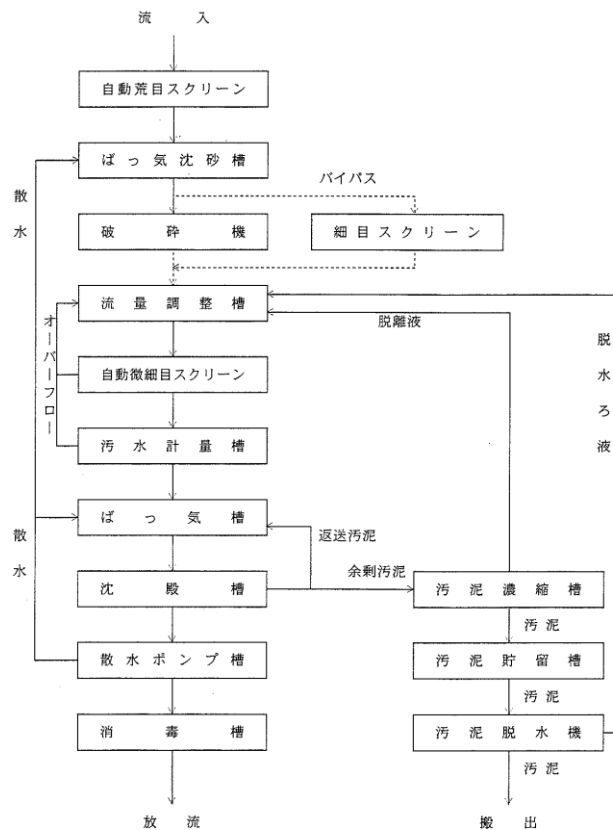 流入
自動荒目スクリーン
ばっ気沈砂槽
バイパス
散水
破砕機
細目スクリーン
流量調整槽
脱離液
オーバーフロー
脱水ろ液
自動微細目スクリーン
汚水計量槽
ばっ気槽
返送汚泥
散水
余剰汚泥
沈殿槽
汚泥濃縮槽
汚泥
散水ポンプ槽
汚泥貯留槽
汚泥
消毒槽
汚泥脱水機
汚泥
放流
搬出